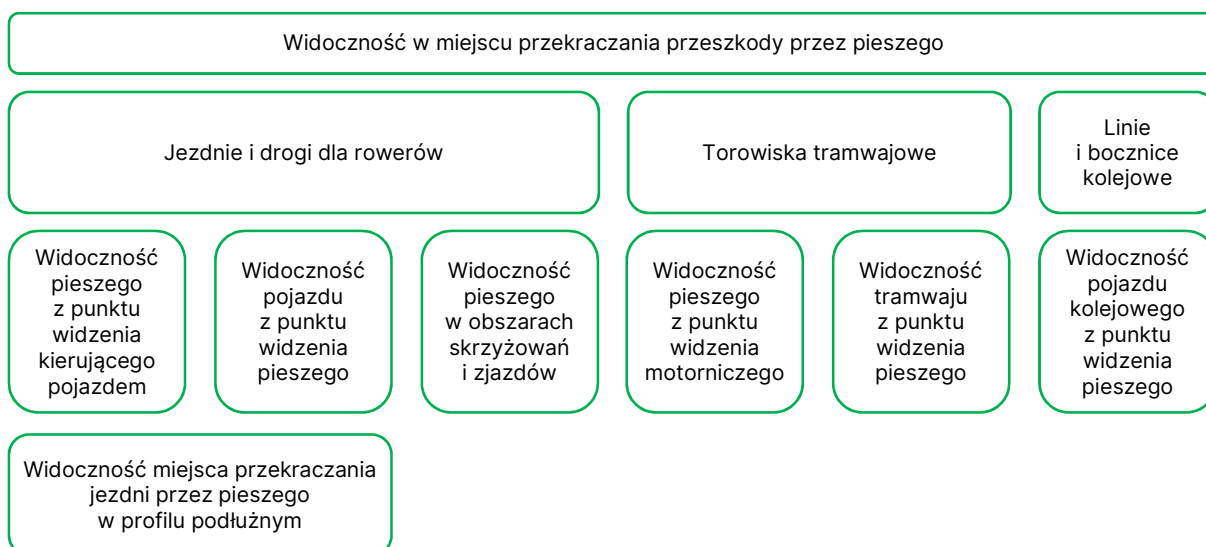 Widoczność w miejscu przekraczania przeszkody przez pieszego
Jezdnie i drogi dla rowerów
Torowiska tramwajowe
Linie
i bocznice
kolejowe
Widoczność
pieszego
z punktu
widzenia
kierującego
pojazdem
Widoczność
pojazdu
z punktu
widzenia
pieszego
Widoczność
pieszego
w obszarach
skrzyżowań
i zjazdów
Widoczność
pieszego
z punktu
widzenia
motorniczego
Widoczność
tramwaju
z punktu
widzenia
pieszego
Widoczność
pojazdu
kolejowego
z punktu
widzenia
pieszego
Widoczność miejsca przekraczania
jezdni przez pieszego
w profilu podłużnym